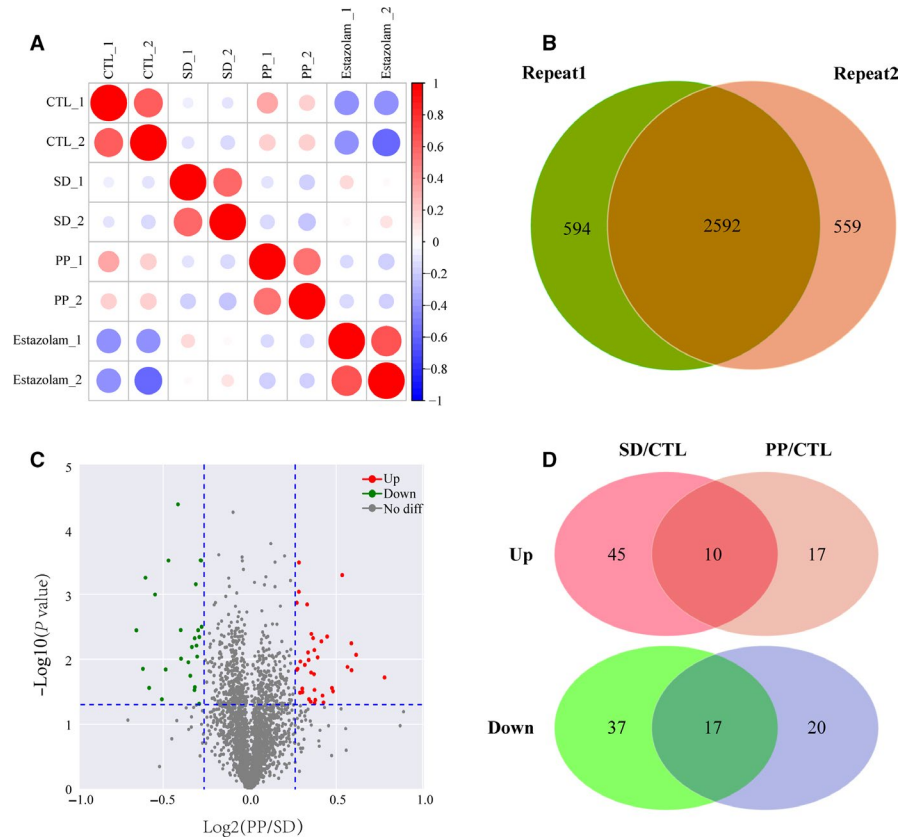 A
CTL_1
CTL_2
SD_1
SD_2
PP_1
PP_2
Estazolam_1
Estazolam_2
CTL_1
CTL_2
SD_1
SD_2
PP_1
PP_2
Estazolam_1
Estazolam_2
1
0.8
0.6
0.4
0.2
0
-0.2
-0.4
-0.6
-0.8
-1
B
Repeat1
Repeat2
594
2592
559
C
5
4
3
2
1
0
-Log10(P value)
-1.0
-0.5
0.0
0.5
1.0
Log2(PP/SD)
Up
Down
No diff
D
SD/CTL
PP/CTL
Up
45
10
17
Down
37
17
20